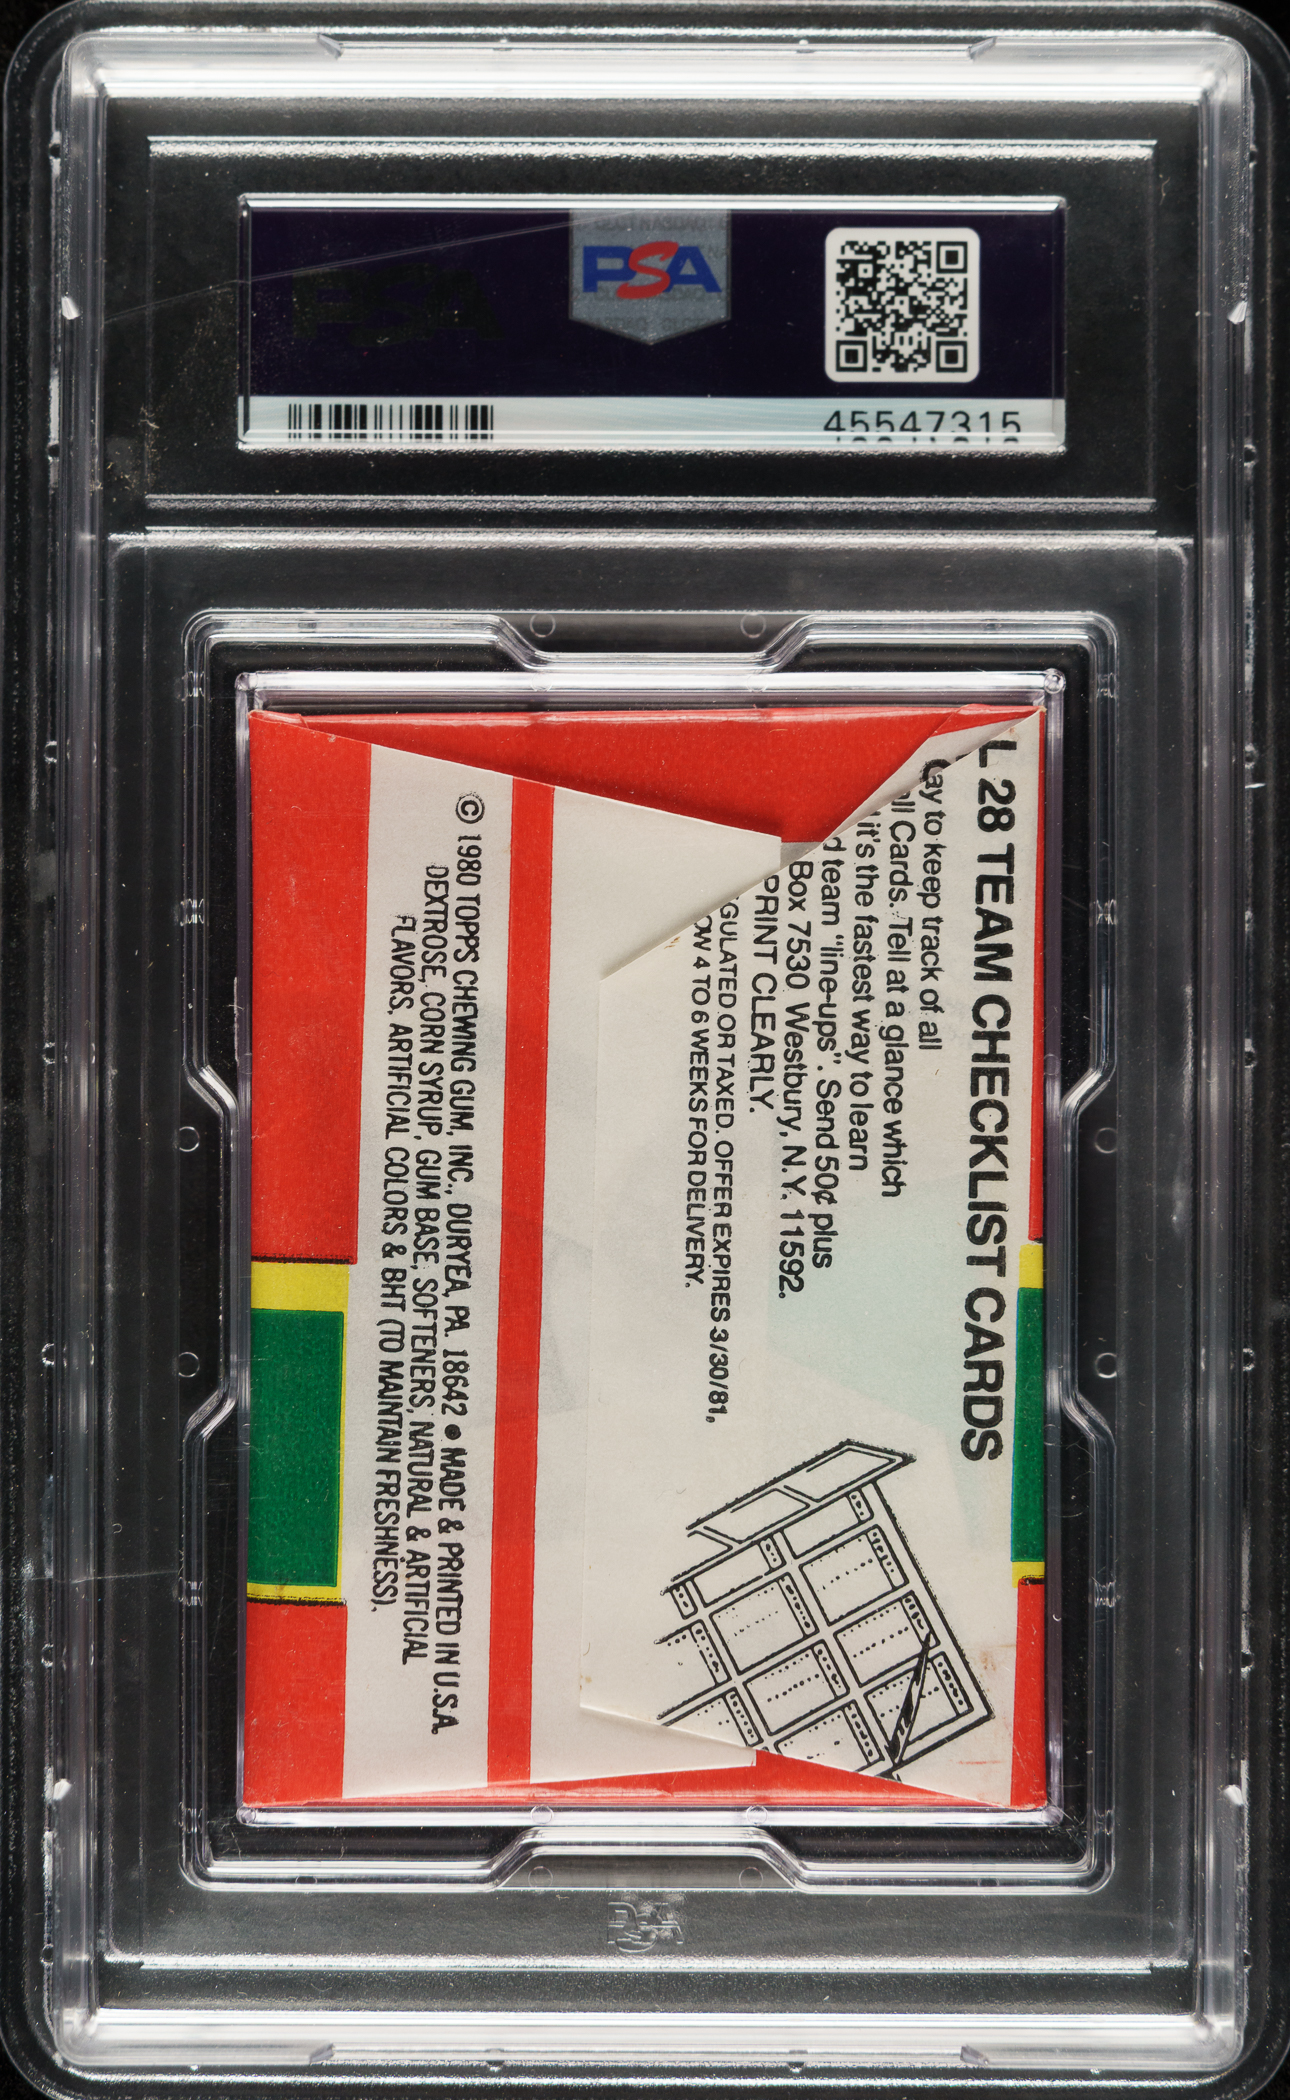 PSA
45547315
L 28 TEAM CHECKLIST CARDS
ay to keep track of all
ll Cards. Tell at a glance which
it's the fastest way to learn
d team "line-ups". Send 50¢ plus
Box 7530, Westbury, N.Y. 11592.
PRINT CLEARLY.
GULATED OR TAXED. OFFER EXPIRES 3/30/81.
OW 4 TO 6 WEEKS FOR DELIVERY.
© 1980 TOPPS CHEWING GUM, INC., DURYEA, PA. 18642 • MADE & PRINTED IN U.S.A.
DEXTROSE, CORN SYRUP, GUM BASE, SOFTENERS, NATURAL & ARTIFICIAL
FLAVORS, ARTIFICIAL COLORS & BHT (TO MAINTAIN FRESHNESS).
PSA